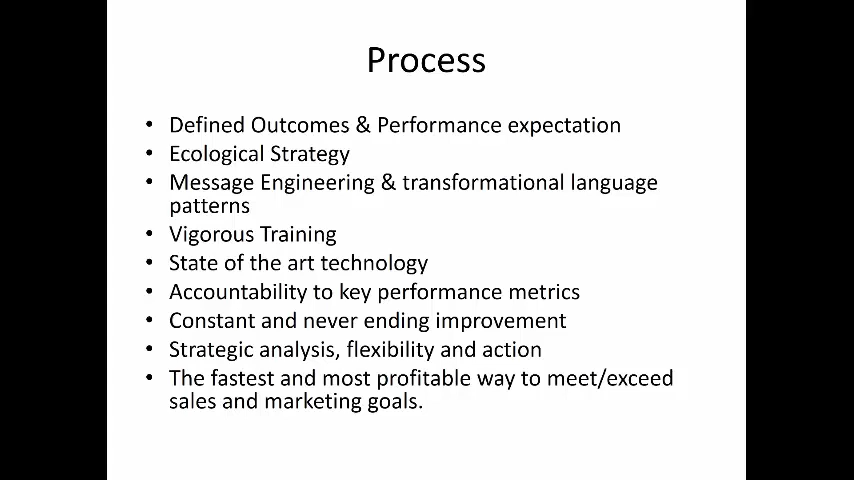 Process
• Defined Outcomes & Performance expectation
• Ecological Strategy
• Message Engineering & transformational language
patterns
• Vigorous Training
• State of the art technology
• Accountability to key performance metrics
• Constant and never ending improvement
• Strategic analysis, flexibility and action
• The fastest and most profitable way to meet/exceed
sales and marketing goals.